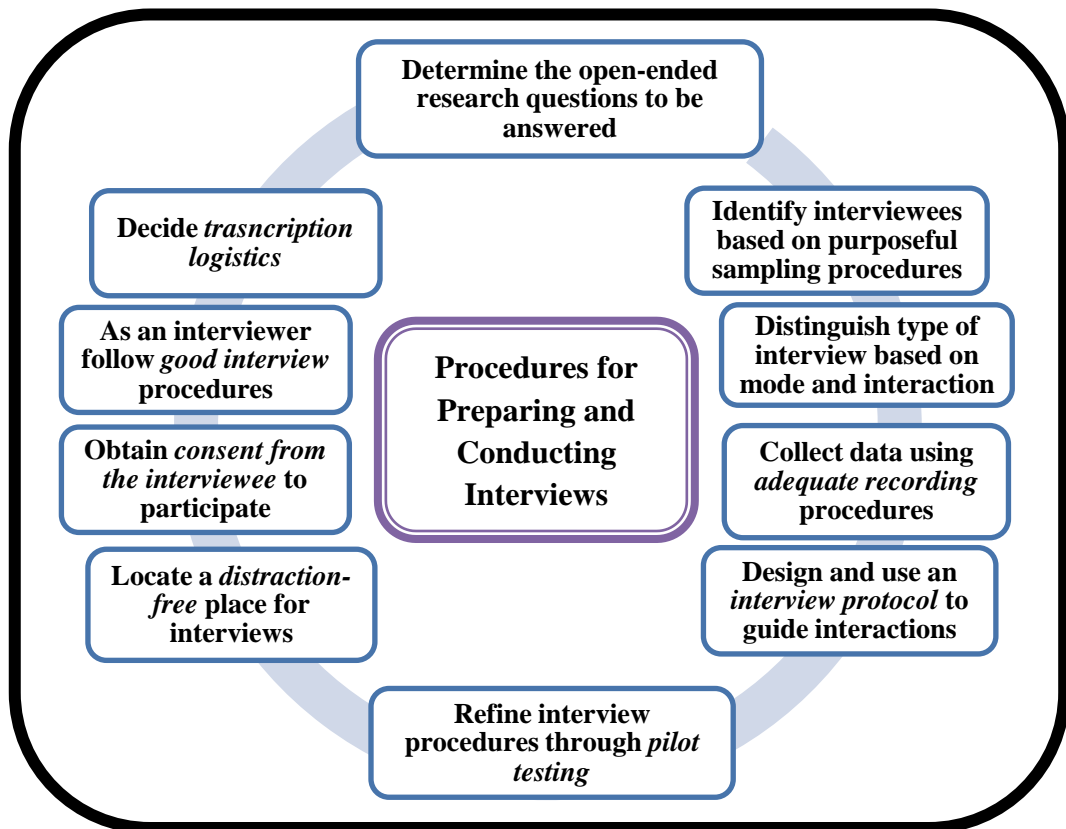 Determine the open-ended
research questions to be
answered
Identify interviewees
based on purposeful
sampling procedures
Distinguish type of
interview based on
mode and interaction
Collect data using
adequate recording
procedures
Design and use an
interview protocol to
guide interactions
Refine interview
procedures through pilot
testing
Locate a distraction-
free place for
interviews
Obtain consent from
the interviewee to
participate
As an interviewer
follow good interview
procedures
Decide trasncription
logistics
Procedures for
Preparing and
Conducting
Interviews